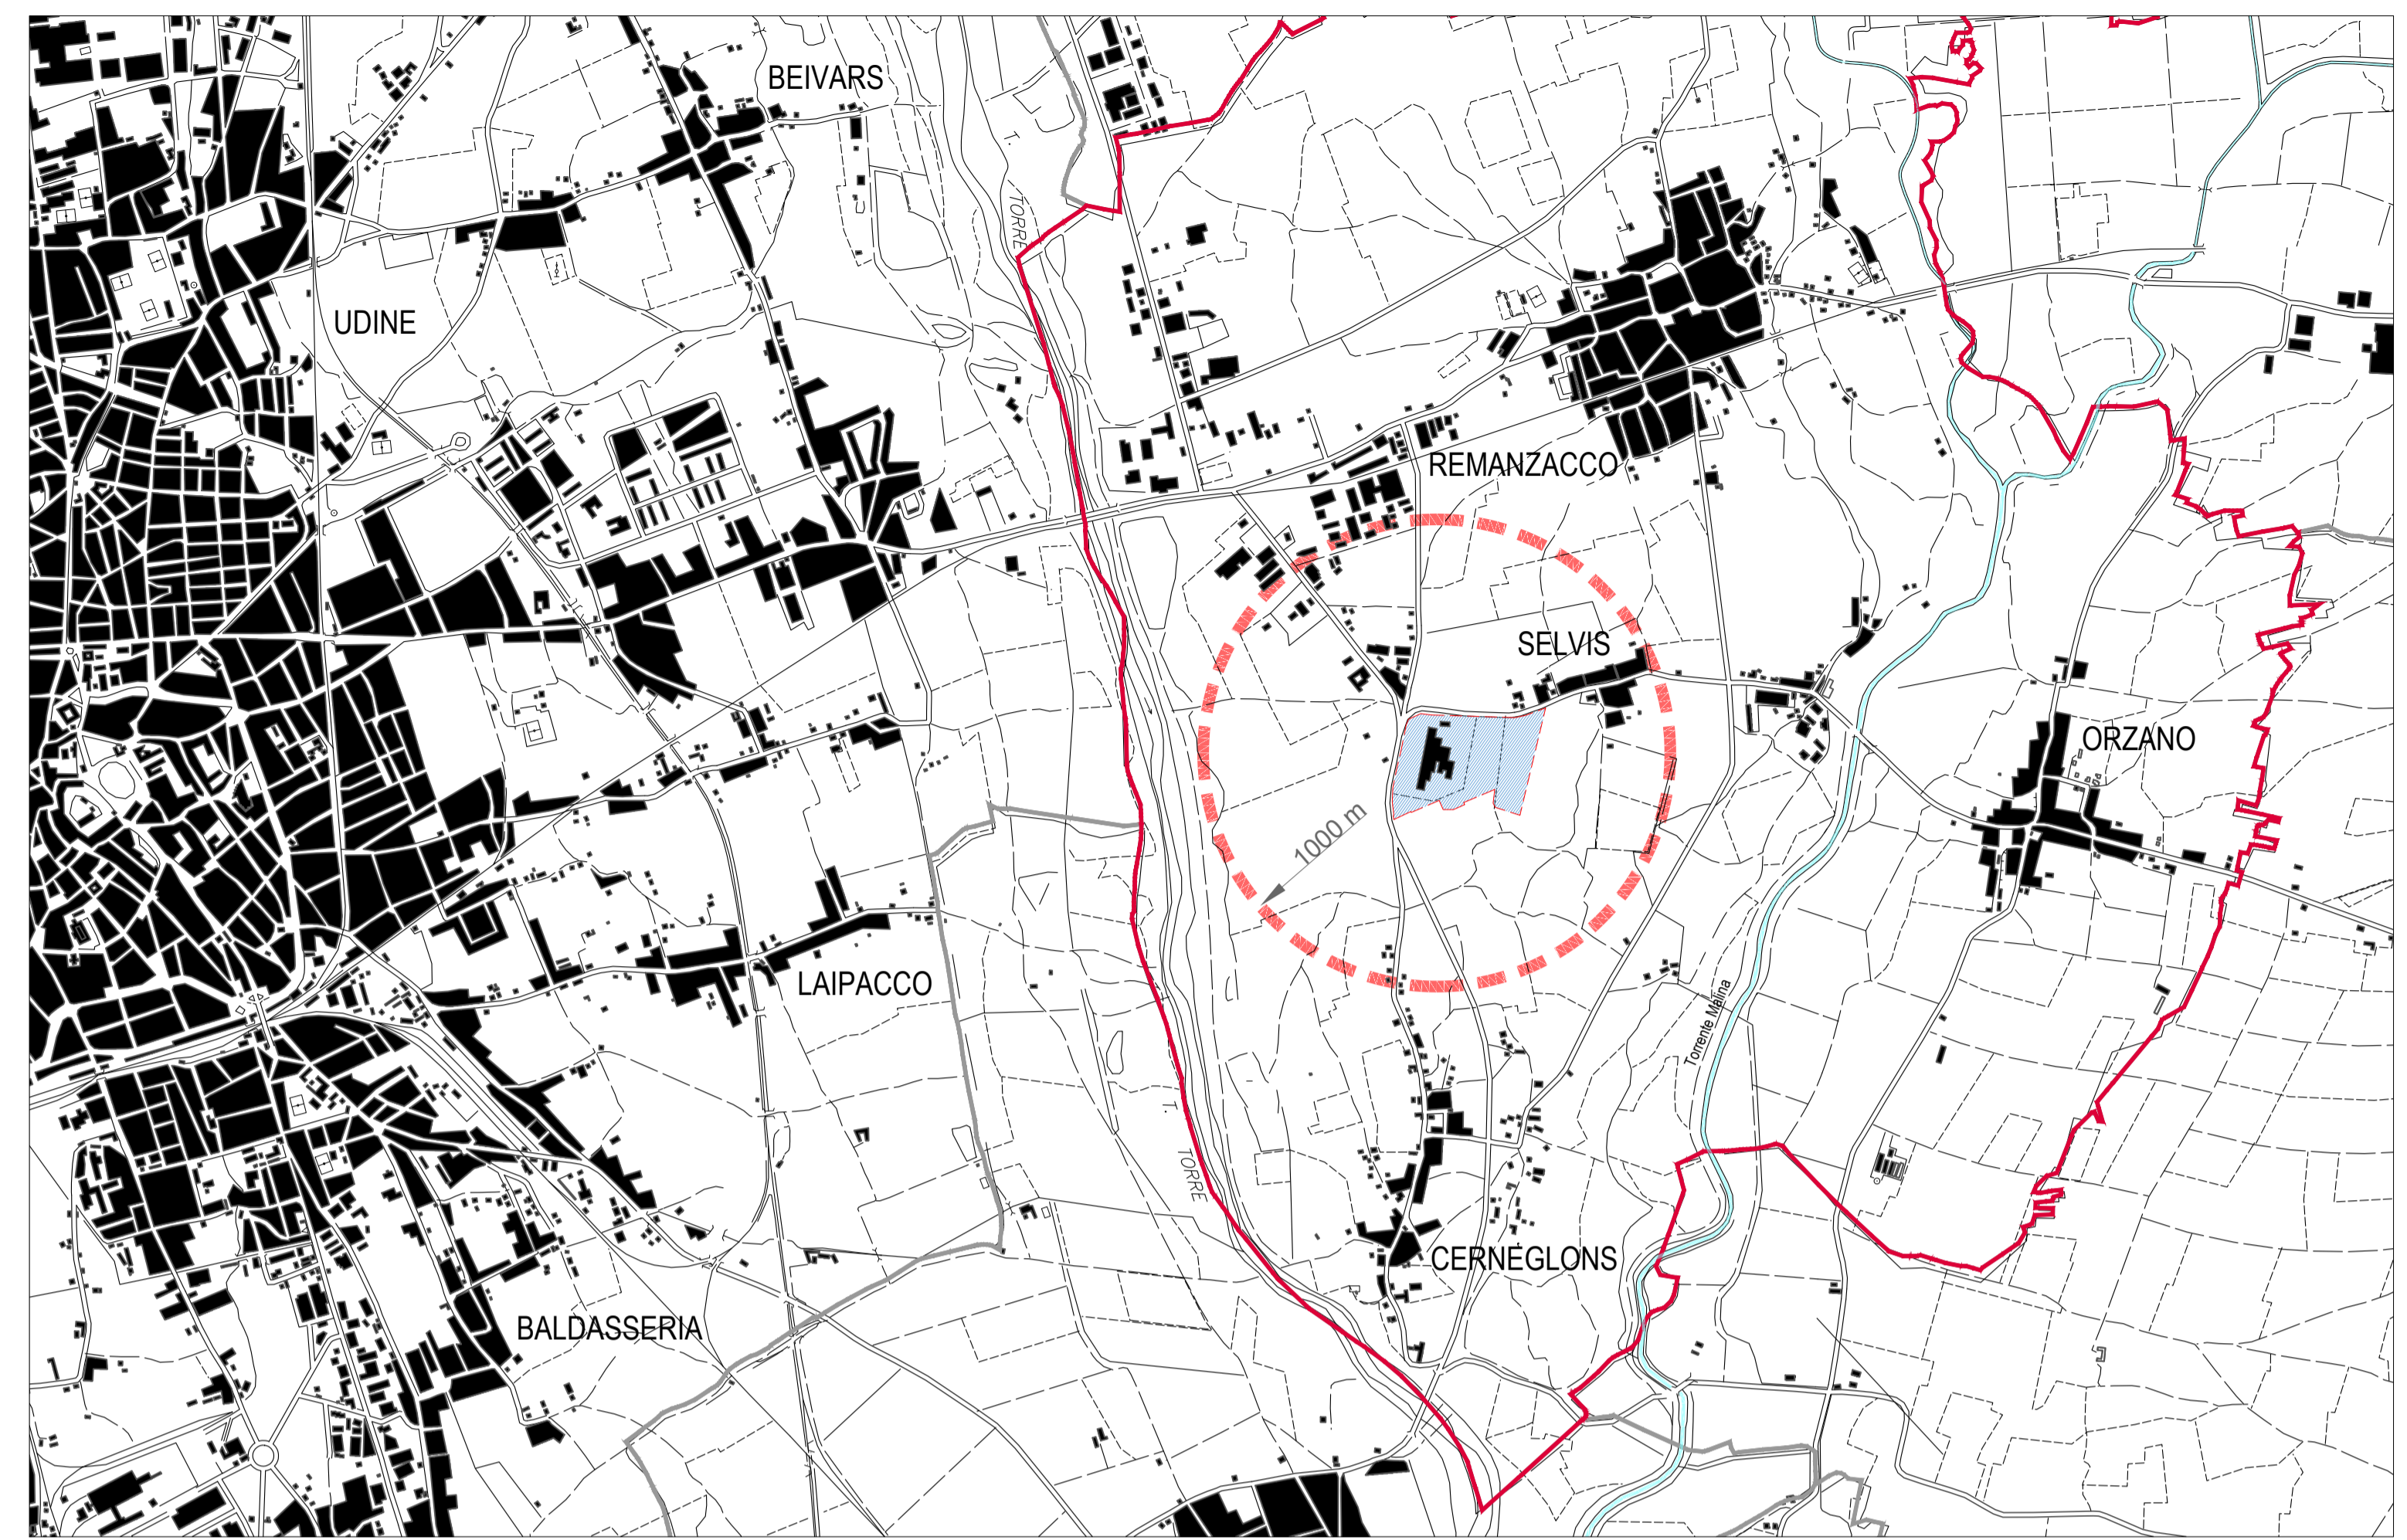 BEIVARS
T.
TORRE
UDINE
REMANZACCO
SELVIS
ORZANO
1000 m
LAIPACCO
Torrente Malina
T.
TORRE
CERNEGLONS
BALDASSERIA